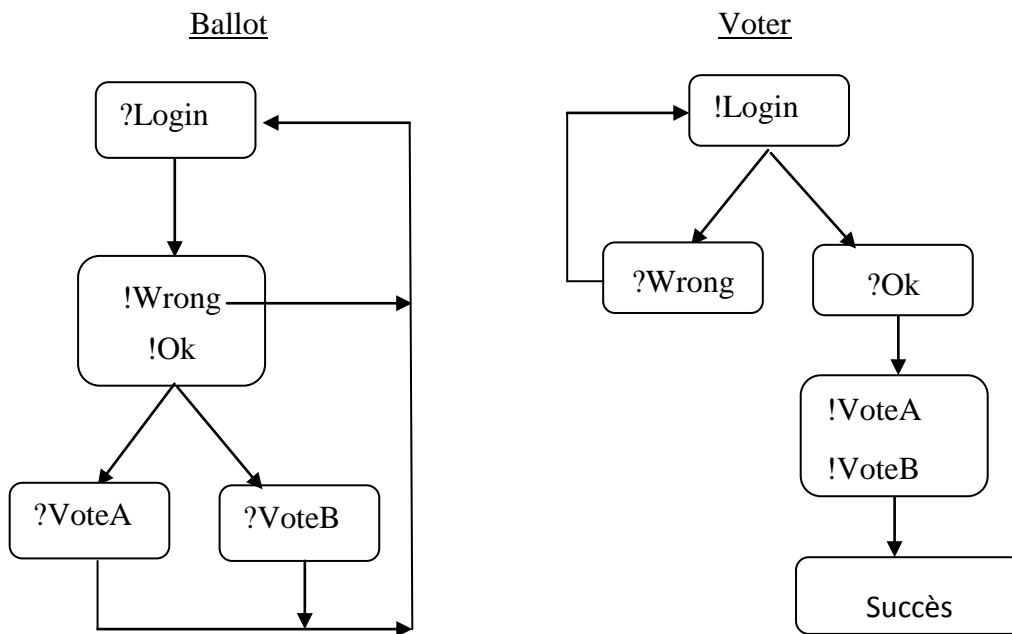 Ballot
?Login
!Wrong
!Ok
?VoteA
?VoteB
Voter
!Login
?Wrong
?Ok
!VoteA
!VoteB
Succès